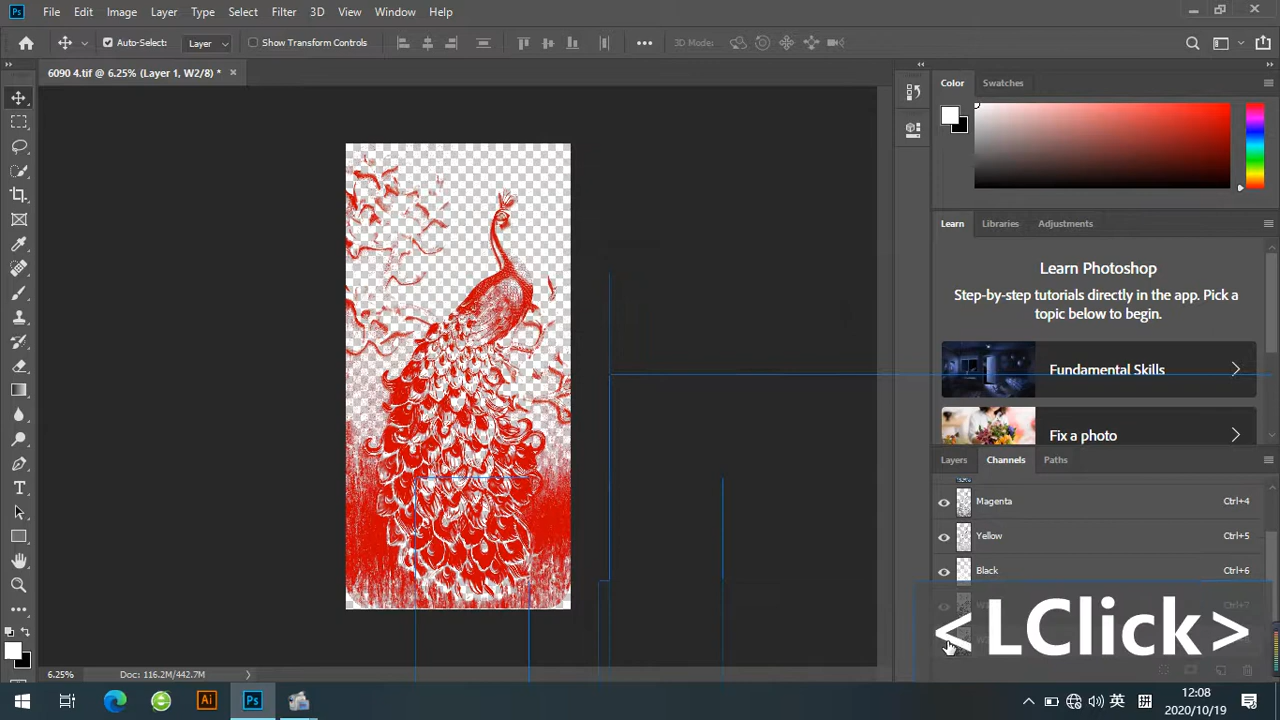 Ps File Edit Image Layer Type Select Filter 3D View Window Help
Auto-Select: Layer Show Transform Controls 3D Mode:
6090 4.tif @ 6.25% (Layer 1, W2/8) *
Color Swatches
Learn Libraries Adjustments
Learn Photoshop
Step-by-step tutorials directly in the app. Pick a
topic below to begin.
Fundamental Skills
Fix a photo
Layers Channels Paths
Magenta Ctrl+4
Yellow Ctrl+5
Black Ctrl+6
<LClick>
6.25% Doc: 116.2M/442.7M
Ai Ps 英 拼 12:08
2020/10/19